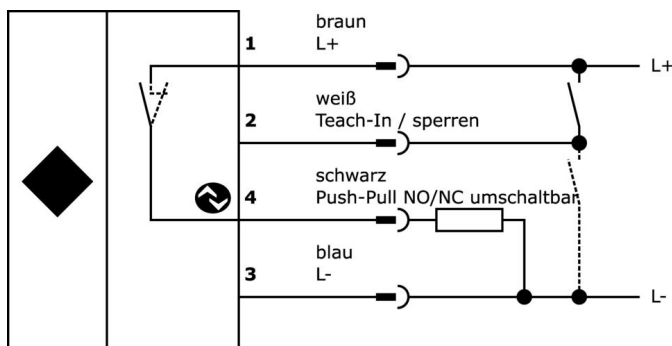 braun
1 L+ L+
weiß
2 Teach-In / sperren
schwarz
4 Push-Pull NO/NC umschaltbar
blau
3 L- L-